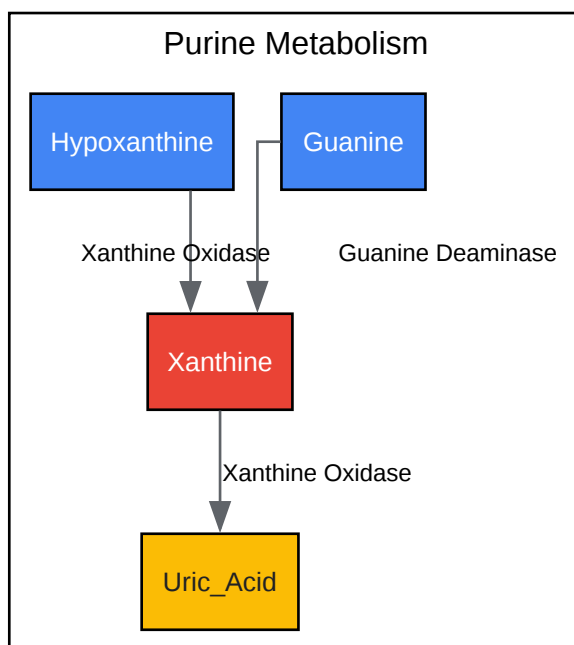 Purine Metabolism
Hypoxanthine
Guanine
Xanthine Oxidase
Guanine Deaminase
Xanthine
Xanthine Oxidase
Uric_Acid